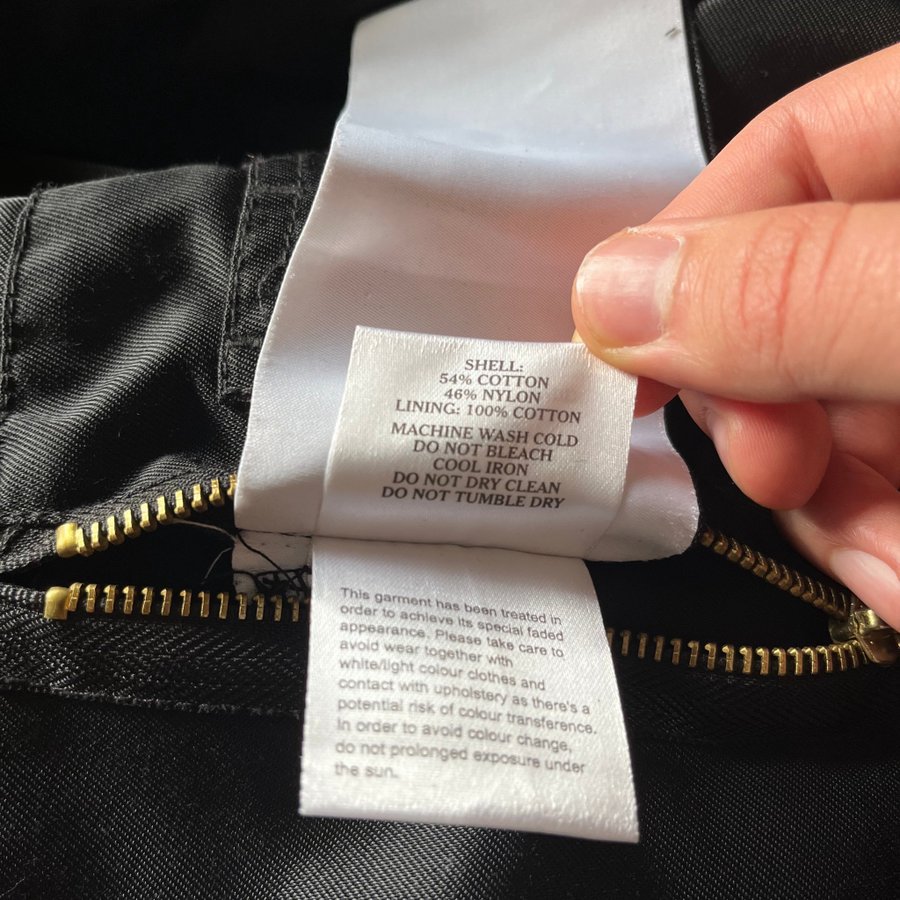 SHELL:
54% COTTON
46% NYLON
LINING: 100% COTTON
MACHINE WASH COLD
DO NOT BLEACH
COOL IRON
DO NOT DRY CLEAN
DO NOT TUMBLE DRY
This garment has been treated in
order to achieve its special faded
appearance. Please take care to
avoid wear together with
white/light colour clothes and
contact with upholstery as there's a
potential risk of colour transference.
In order to avoid colour change,
do not prolonged exposure under
the sun.